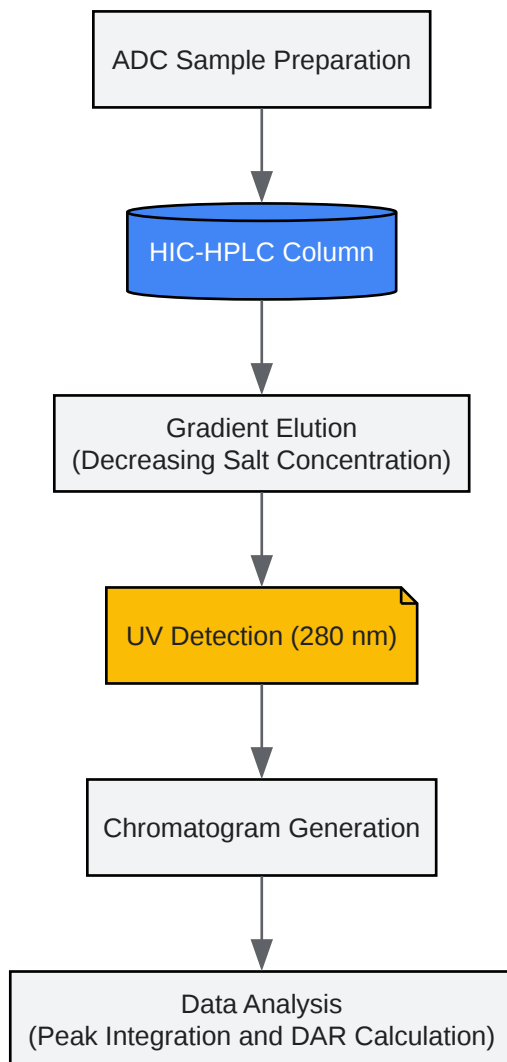 ADC Sample Preparation
HIC-HPLC Column
Gradient Elution
(Decreasing Salt Concentration)
UV Detection (280 nm)
Chromatogram Generation
Data Analysis
(Peak Integration and DAR Calculation)